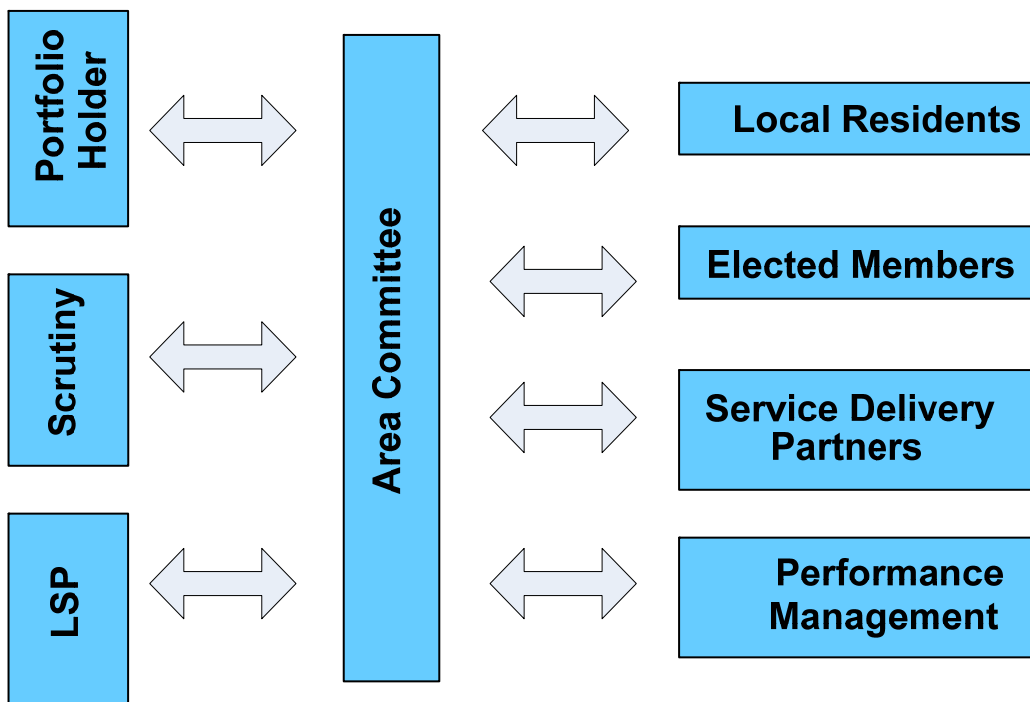 Portfolio
Holder
Scrutiny
LSP
Area Committee
Local Residents
Elected Members
Service Delivery
Partners
Performance
Management